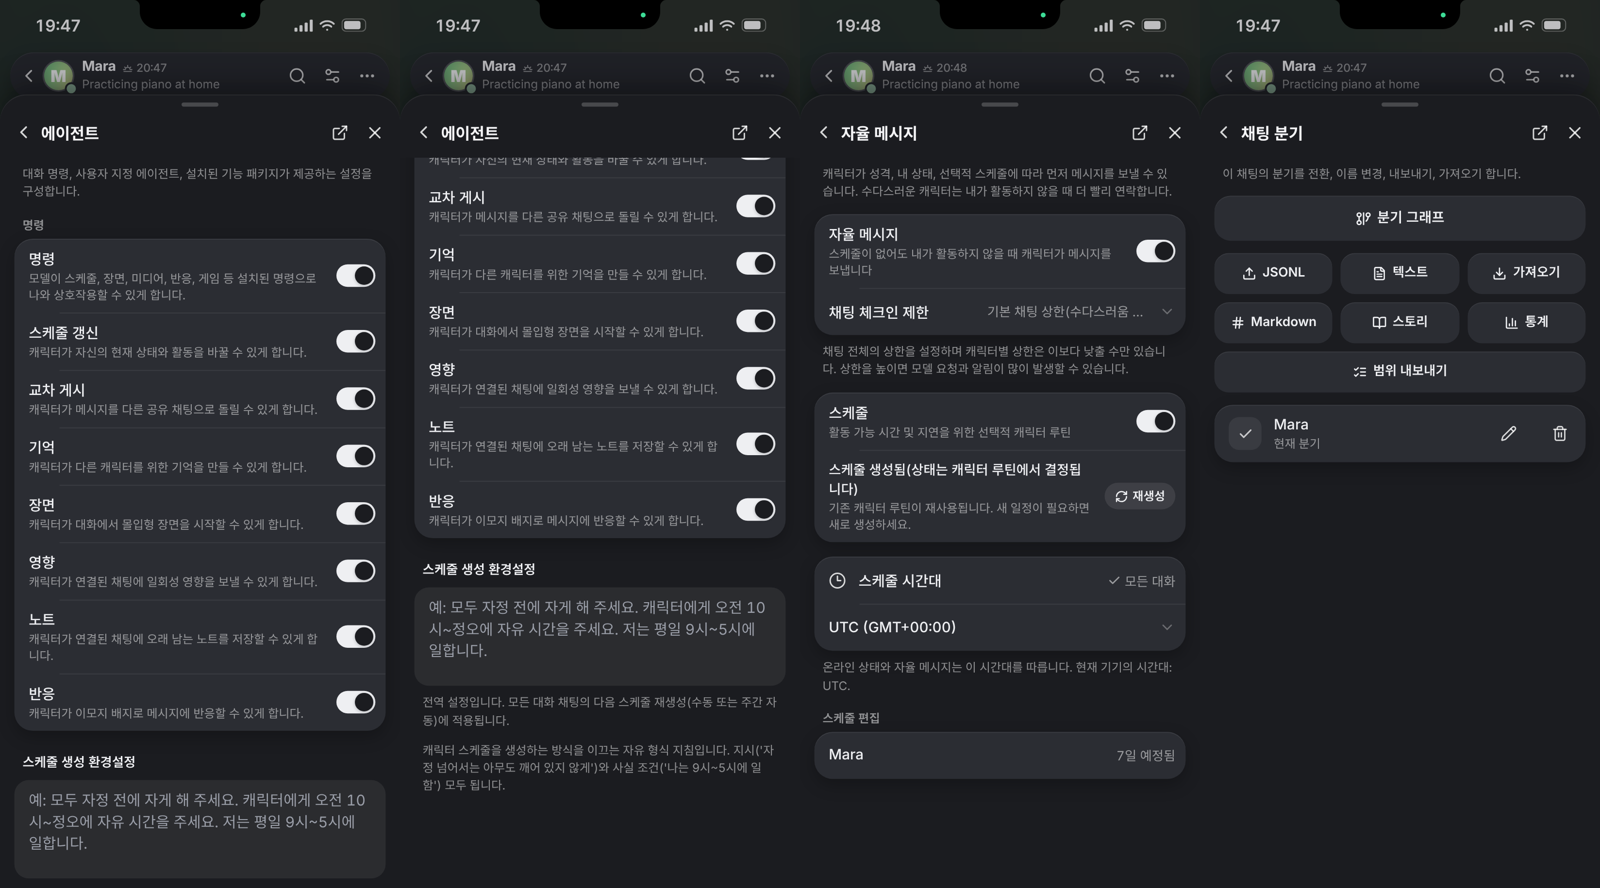 19:47
Mara 20:47
Practicing piano at home
에이전트
대화 명령, 사용자 지정 에이전트, 설치된 기능 패키지가 제공하는 설정을
구성합니다.
명령
명령
모델이 스케줄, 장면, 미디어, 반응, 게임 등 설치된 명령으로
나와 상호작용할 수 있게 합니다.
스케줄 갱신
캐릭터가 자신의 현재 상태와 활동을 바꿀 수 있게 합니다.
교차 게시
캐릭터가 메시지를 다른 공유 채팅으로 돌릴 수 있게 합니다.
기억
캐릭터가 다른 캐릭터를 위한 기억을 만들 수 있게 합니다.
장면
캐릭터가 대화에서 몰입형 장면을 시작할 수 있게 합니다.
영향
캐릭터가 연결된 채팅에 일회성 영향을 보낼 수 있게 합니다.
노트
캐릭터가 연결된 채팅에 오래 남는 노트를 저장할 수 있게 합
니다.
반응
캐릭터가 이모지 배지로 메시지에 반응할 수 있게 합니다.
스케줄 생성 환경설정
예: 모두 자정 전에 자게 해 주세요. 캐릭터에게 오전 10
시~정오에 자유 시간을 주세요. 저는 평일 9시~5시에
일합니다.
19:47
Mara 20:47
Practicing piano at home
에이전트
캐릭터가 자신의 현재 상태와 활동을 바꿀 수 있게 합니다.
교차 게시
캐릭터가 메시지를 다른 공유 채팅으로 돌릴 수 있게 합니다.
기억
캐릭터가 다른 캐릭터를 위한 기억을 만들 수 있게 합니다.
장면
캐릭터가 대화에서 몰입형 장면을 시작할 수 있게 합니다.
영향
캐릭터가 연결된 채팅에 일회성 영향을 보낼 수 있게 합니다.
노트
캐릭터가 연결된 채팅에 오래 남는 노트를 저장할 수 있게 합
니다.
반응
캐릭터가 이모지 배지로 메시지에 반응할 수 있게 합니다.
스케줄 생성 환경설정
예: 모두 자정 전에 자게 해 주세요. 캐릭터에게 오전 10
시~정오에 자유 시간을 주세요. 저는 평일 9시~5시에
일합니다.
전역 설정입니다. 모든 대화 채팅의 다음 스케줄 재생성(수동 또는 주간 자
동)에 적용됩니다.
캐릭터 스케줄을 생성하는 방식을 이끄는 자유 형식 지침입니다. 지시('자
정 넘어서는 아무도 깨어 있지 않게')와 사실 조건('나는 9시~5시에 일
함') 모두 됩니다.
19:48
Mara 20:48
Practicing piano at home
자율 메시지
캐릭터가 성격, 내 상태, 선택적 스케줄에 따라 먼저 메시지를 보낼 수 있
습니다. 수다스러운 캐릭터는 내가 활동하지 않을 때 더 빨리 연락합니다.
자율 메시지
스케줄이 없어도 내가 활동하지 않을 때 캐릭터가 메시지를
보냅니다
채팅 체크인 제한 기본 채팅 상한(수다스러움 ...
채팅 전체의 상한을 설정하며 캐릭터별 상한은 이보다 낮출 수만 있습니
다. 상한을 높이면 모델 요청과 알림이 많이 발생할 수 있습니다.
스케줄
활동 가능 시간 및 지연을 위한 선택적 캐릭터 루틴
스케줄 생성됨(상태는 캐릭터 루틴에서 결정됩
니다)
기존 캐릭터 루틴이 재사용됩니다. 새 일정이 필요하면
새로 생성하세요.
재생성
스케줄 시간대 모든 대화
UTC (GMT+00:00)
온라인 상태와 자율 메시지는 이 시간대를 따릅니다. 현재 기기의 시간대:
UTC.
스케줄 편집
Mara 7일 예정됨
19:47
Mara 20:47
Practicing piano at home
채팅 분기
이 채팅의 분기를 전환, 이름 변경, 내보내기, 가져오기 합니다.
분기 그래프
JSONL 텍스트 가져오기
Markdown 스토리 통계
범위 내보내기
Mara
현재 분기